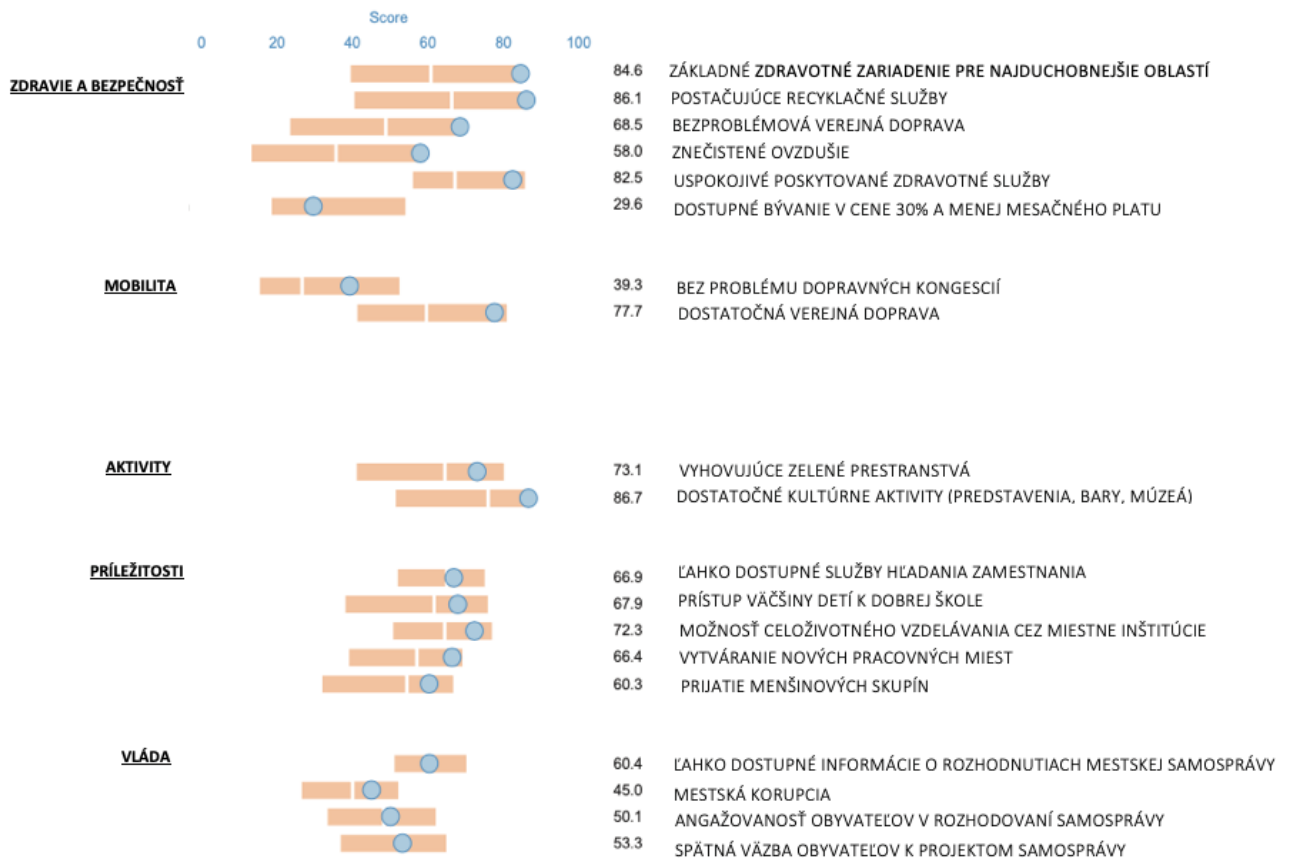 Score
0 20 40 60 80 100
ZDRAVIE A BEZPEČNOSŤ
84.6 ZÁKLADNÉ ZDRAVOTNÉ ZARIADENIE PRE NAJDUCHOBNEJŠIE OBLASTÍ
86.1 POSTAČUJÚCE RECYKLAČNÉ SLUŽBY
68.5 BEZPROBLÉMOVÁ VEREJNÁ DOPRAVA
58.0 ZNEČISTENÉ OVZDUŠIE
82.5 USPOKOJIVÉ POSKYTOVANÉ ZDRAVOTNÉ SLUŽBY
29.6 DOSTUPNÉ BÝVANIE V CENE 30% A MENEJ MESAČNÉHO PLATU
MOBILITA
39.3 BEZ PROBLÉMU DOPRAVNÝCH KONGESCIÍ
77.7 DOSTATOČNÁ VEREJNÁ DOPRAVA
AKTIVITY
73.1 VYHOVUJÚCE ZELENÉ PRESTRANSTVÁ
86.7 DOSTATOČNÉ KULTÚRNE AKTIVITY (PREDSTAVENIA, BARY, MÚZEÁ)
PRÍLEŽITOSTI
66.9 ĽAHKO DOSTUPNÉ SLUŽBY HĽADANIA ZAMESTNANIA
67.9 PRÍSTUP VÄČŠINY DETÍ K DOBREJ ŠKOLE
72.3 MOŽNOSŤ CELOŽIVOTNÉHO VZDELÁVANIA CEZ MIESTNE INŠTITÚCIE
66.4 VYTVÁRANIE NOVÝCH PRACOVNÝCH MIEST
60.3 PRIJATIE MENŠINOVÝCH SKUPÍN
VLÁDA
60.4 ĽAHKO DOSTUPNÉ INFORMÁCIE O ROZHODNUTIACH MESTSKEJ SAMOSPRÁVY
45.0 MESTSKÁ KORUPCIA
50.1 ANGAŽOVANOSŤ OBYVATEĽOV V ROZHODOVANÍ SAMOSPRÁVY
53.3 SPÄTNÁ VÄZBA OBYVATEĽOV K PROJEKTOM SAMOSPRÁVY